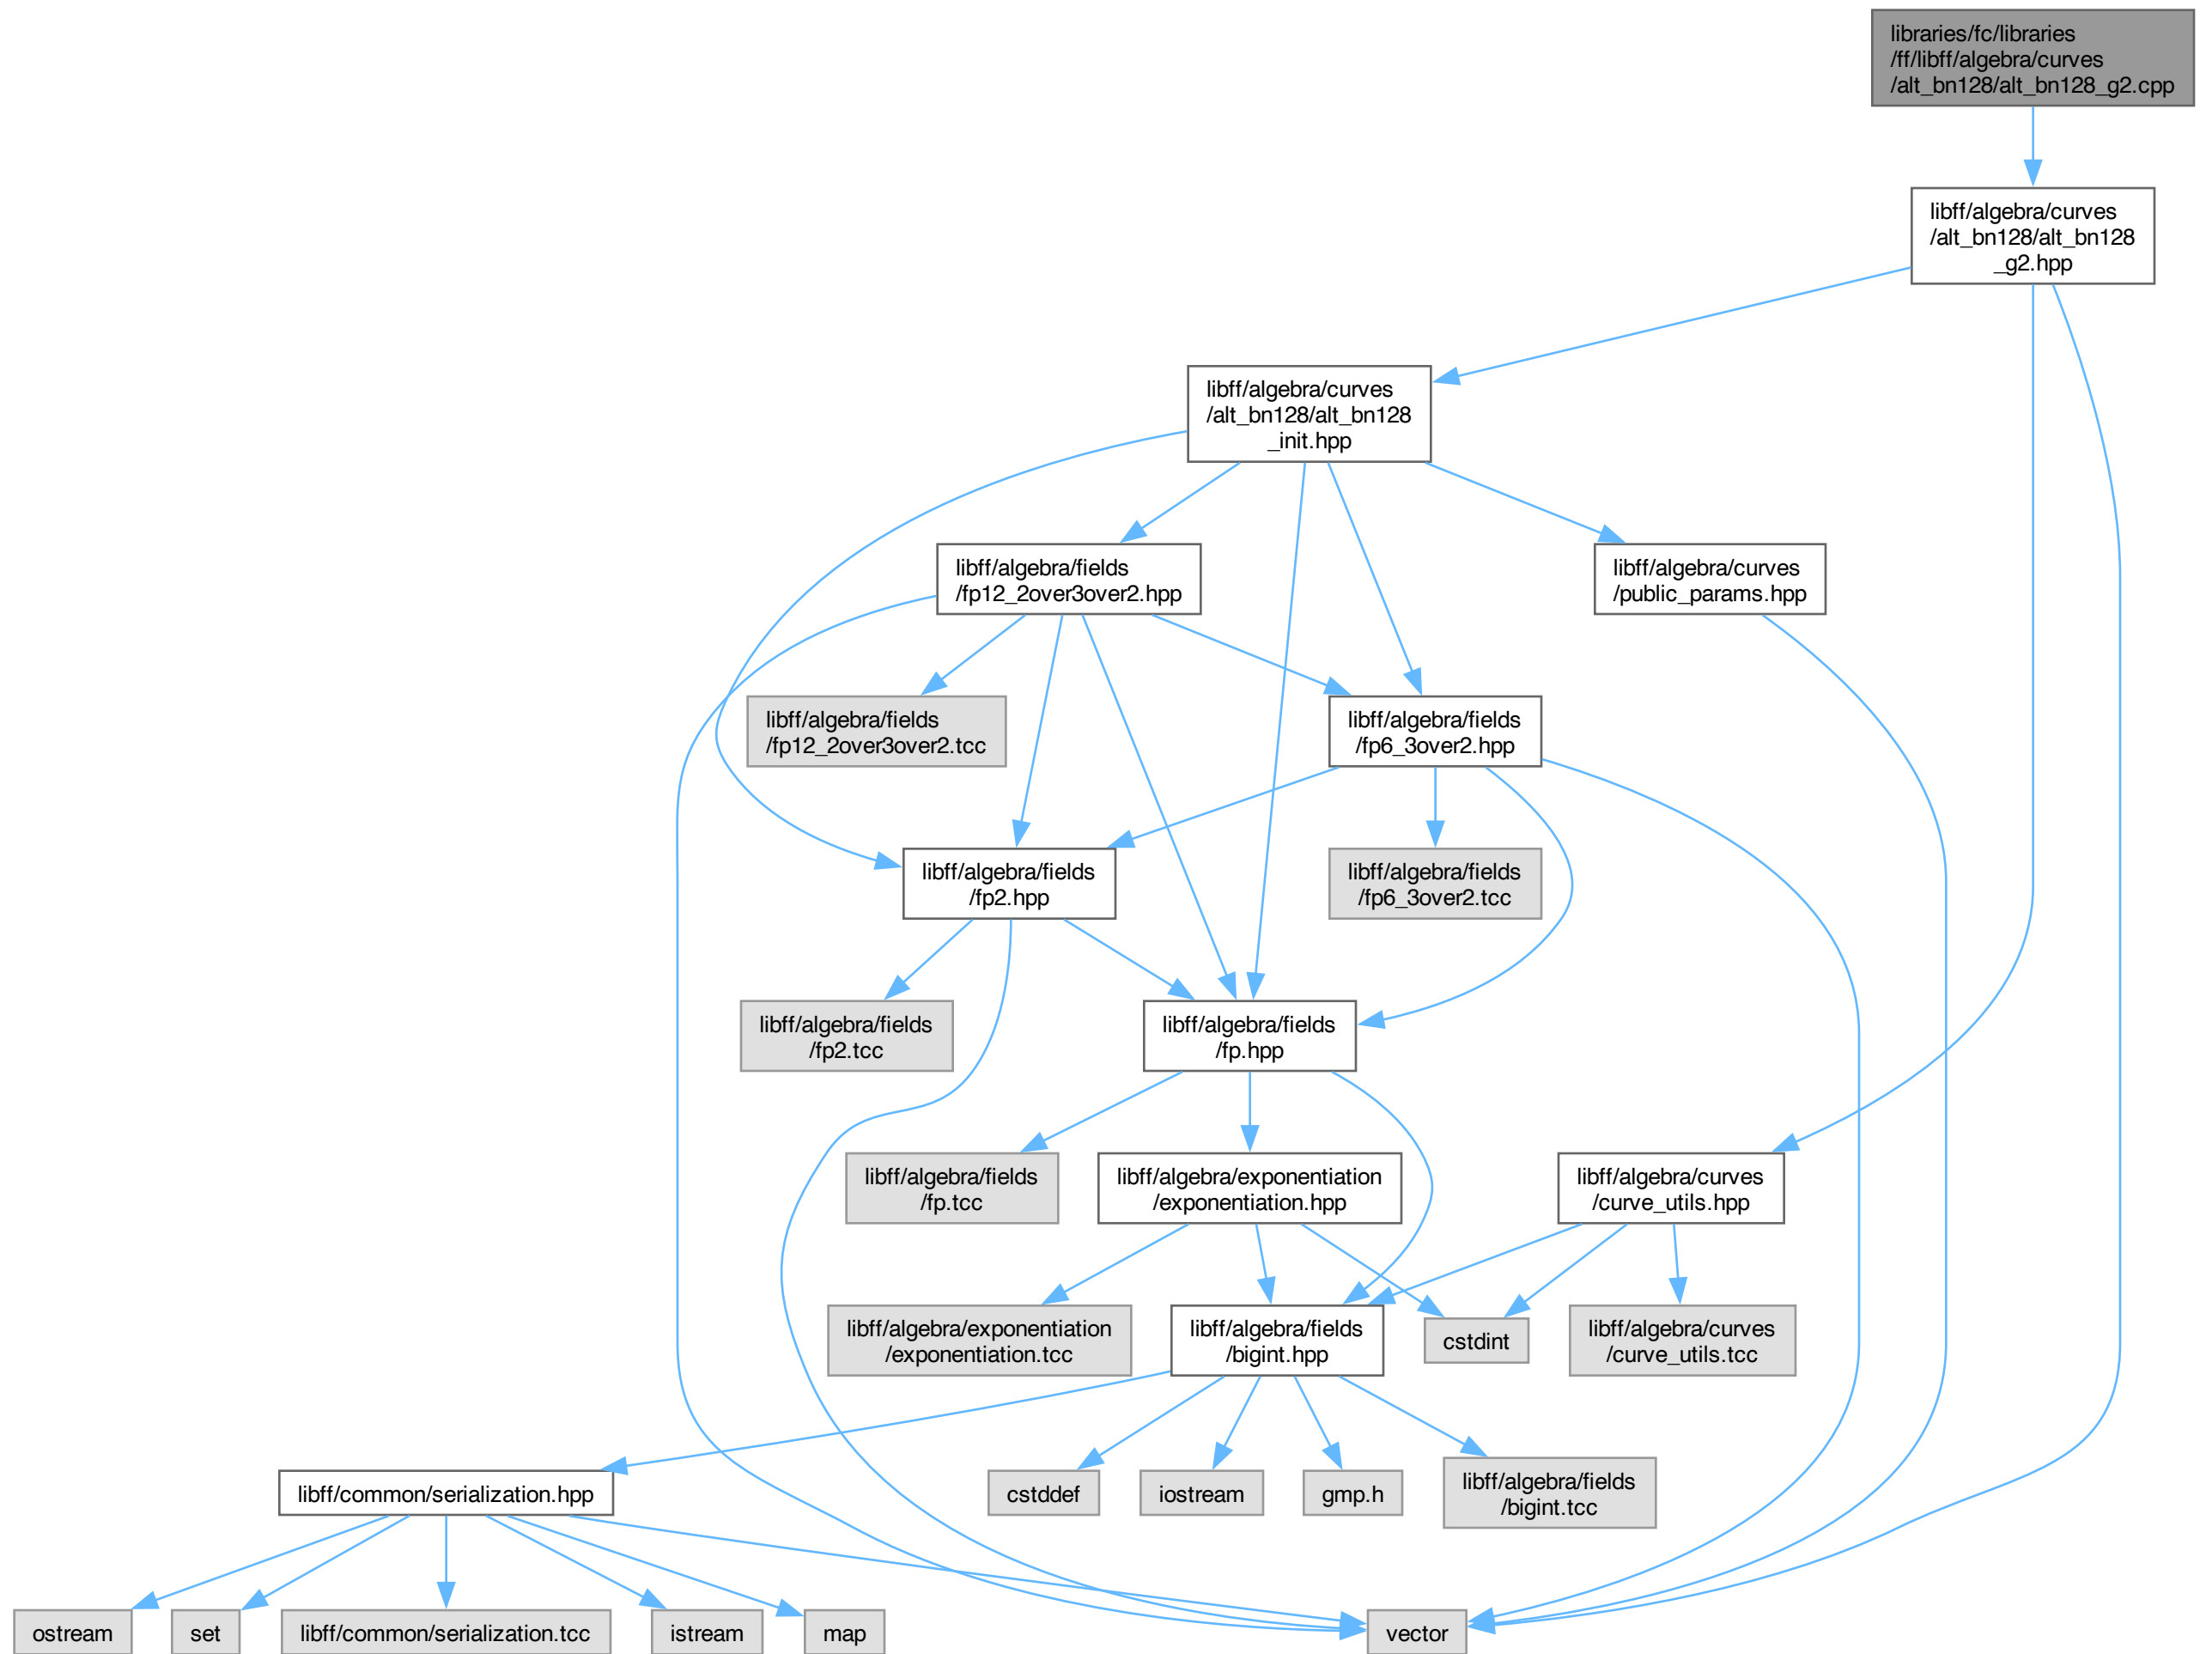 libraries/fc/libraries
/ff/libff/algebra/curves
/alt_bn128/alt_bn128_g2.cpp
libff/algebra/curves
/alt_bn128/alt_bn128
_g2.hpp
libff/algebra/curves
/alt_bn128/alt_bn128
_init.hpp
libff/algebra/fields
/fp12_2over3over2.hpp
libff/algebra/curves
/public_params.hpp
libff/algebra/fields
/fp12_2over3over2.tcc
libff/algebra/fields
/fp6_3over2.hpp
libff/algebra/fields
/fp2.hpp
libff/algebra/fields
/fp6_3over2.tcc
libff/algebra/fields
/fp2.tcc
libff/algebra/fields
/fp.hpp
libff/algebra/fields
/fp.tcc
libff/algebra/exponentiation
/exponentiation.hpp
libff/algebra/curves
/curve_utils.hpp
libff/algebra/exponentiation
/exponentiation.tcc
libff/algebra/fields
/bigint.hpp
cstdint
libff/algebra/curves
/curve_utils.tcc
libff/common/serialization.hpp
cstddef
iostream
gmp.h
libff/algebra/fields
/bigint.tcc
ostream
set
libff/common/serialization.tcc
istream
map
vector